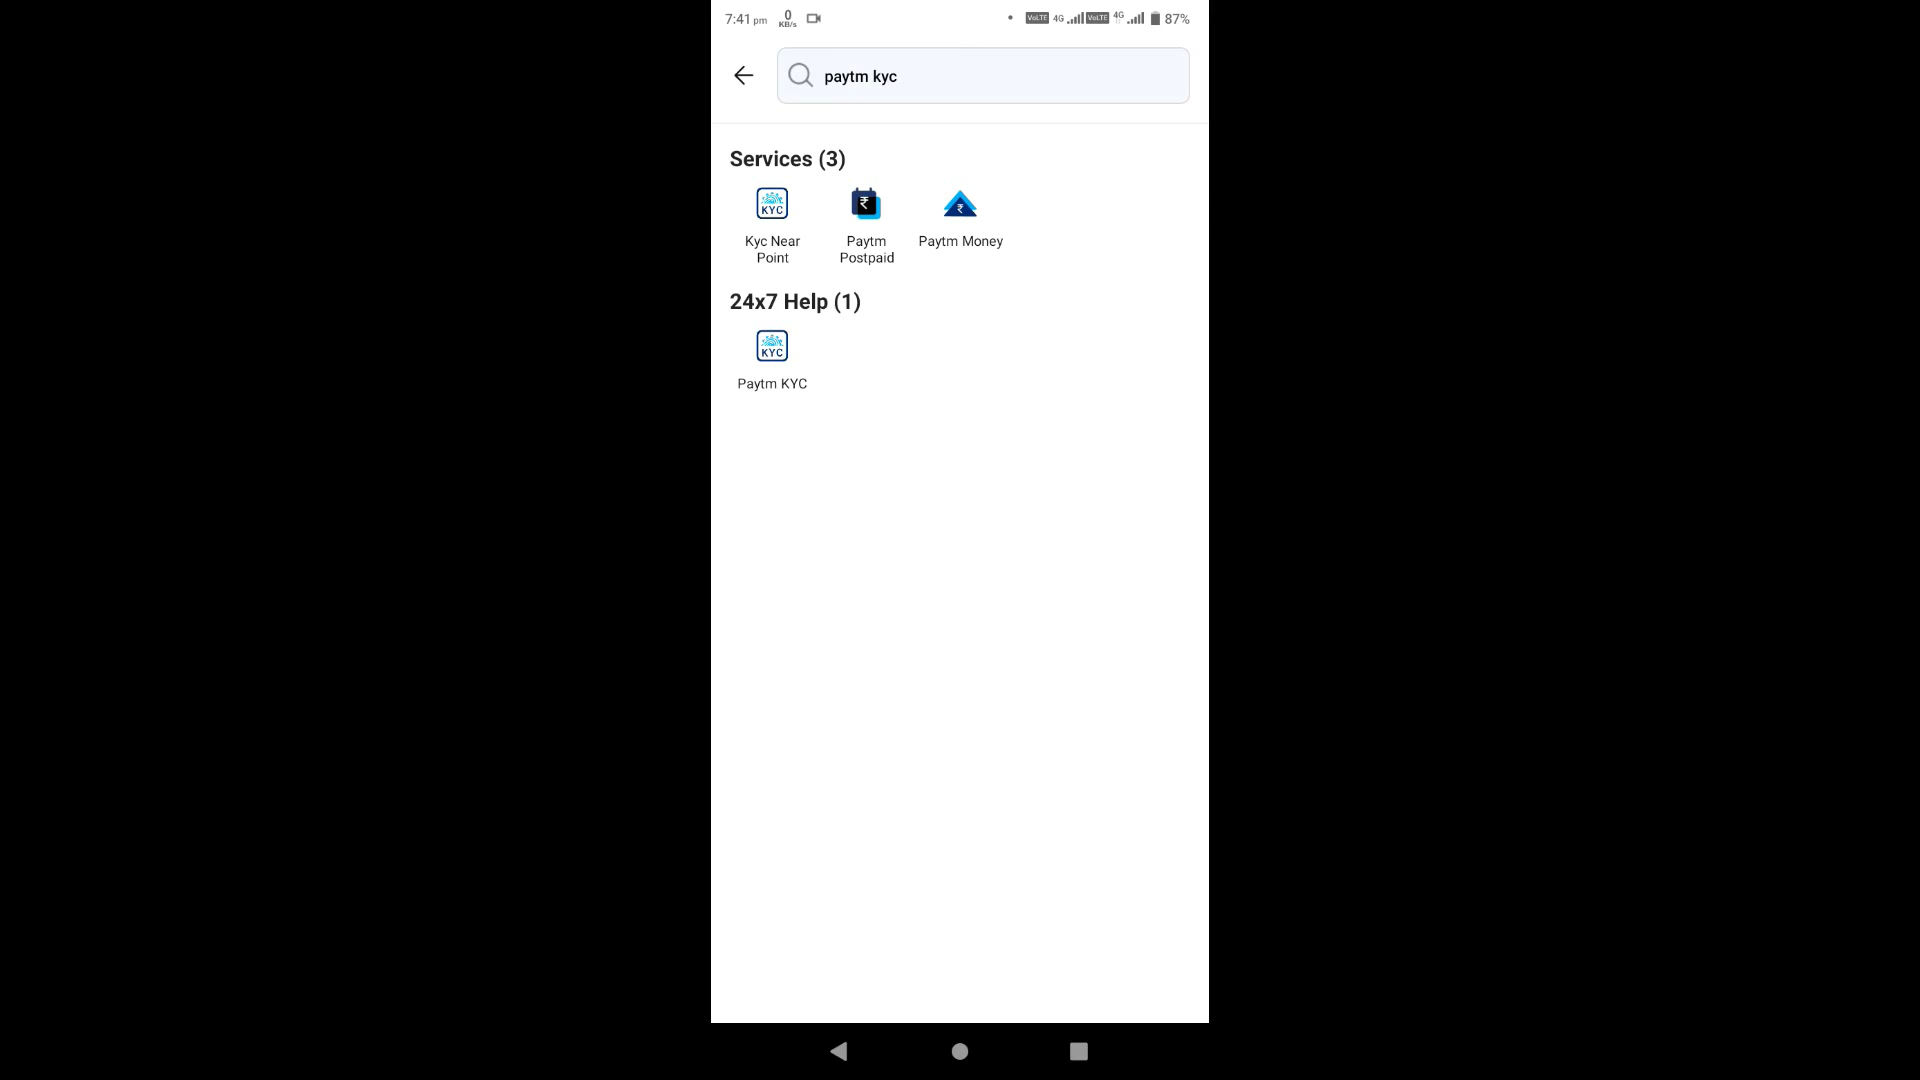 7:41 pm 0 KB/s VoLTE 4G VoLTE 4G 87%
paytm kyc
Services (3)
KYC ₹ ₹
Kyc Near Paytm Paytm Money
Point Postpaid
24x7 Help (1)
KYC
Paytm KYC